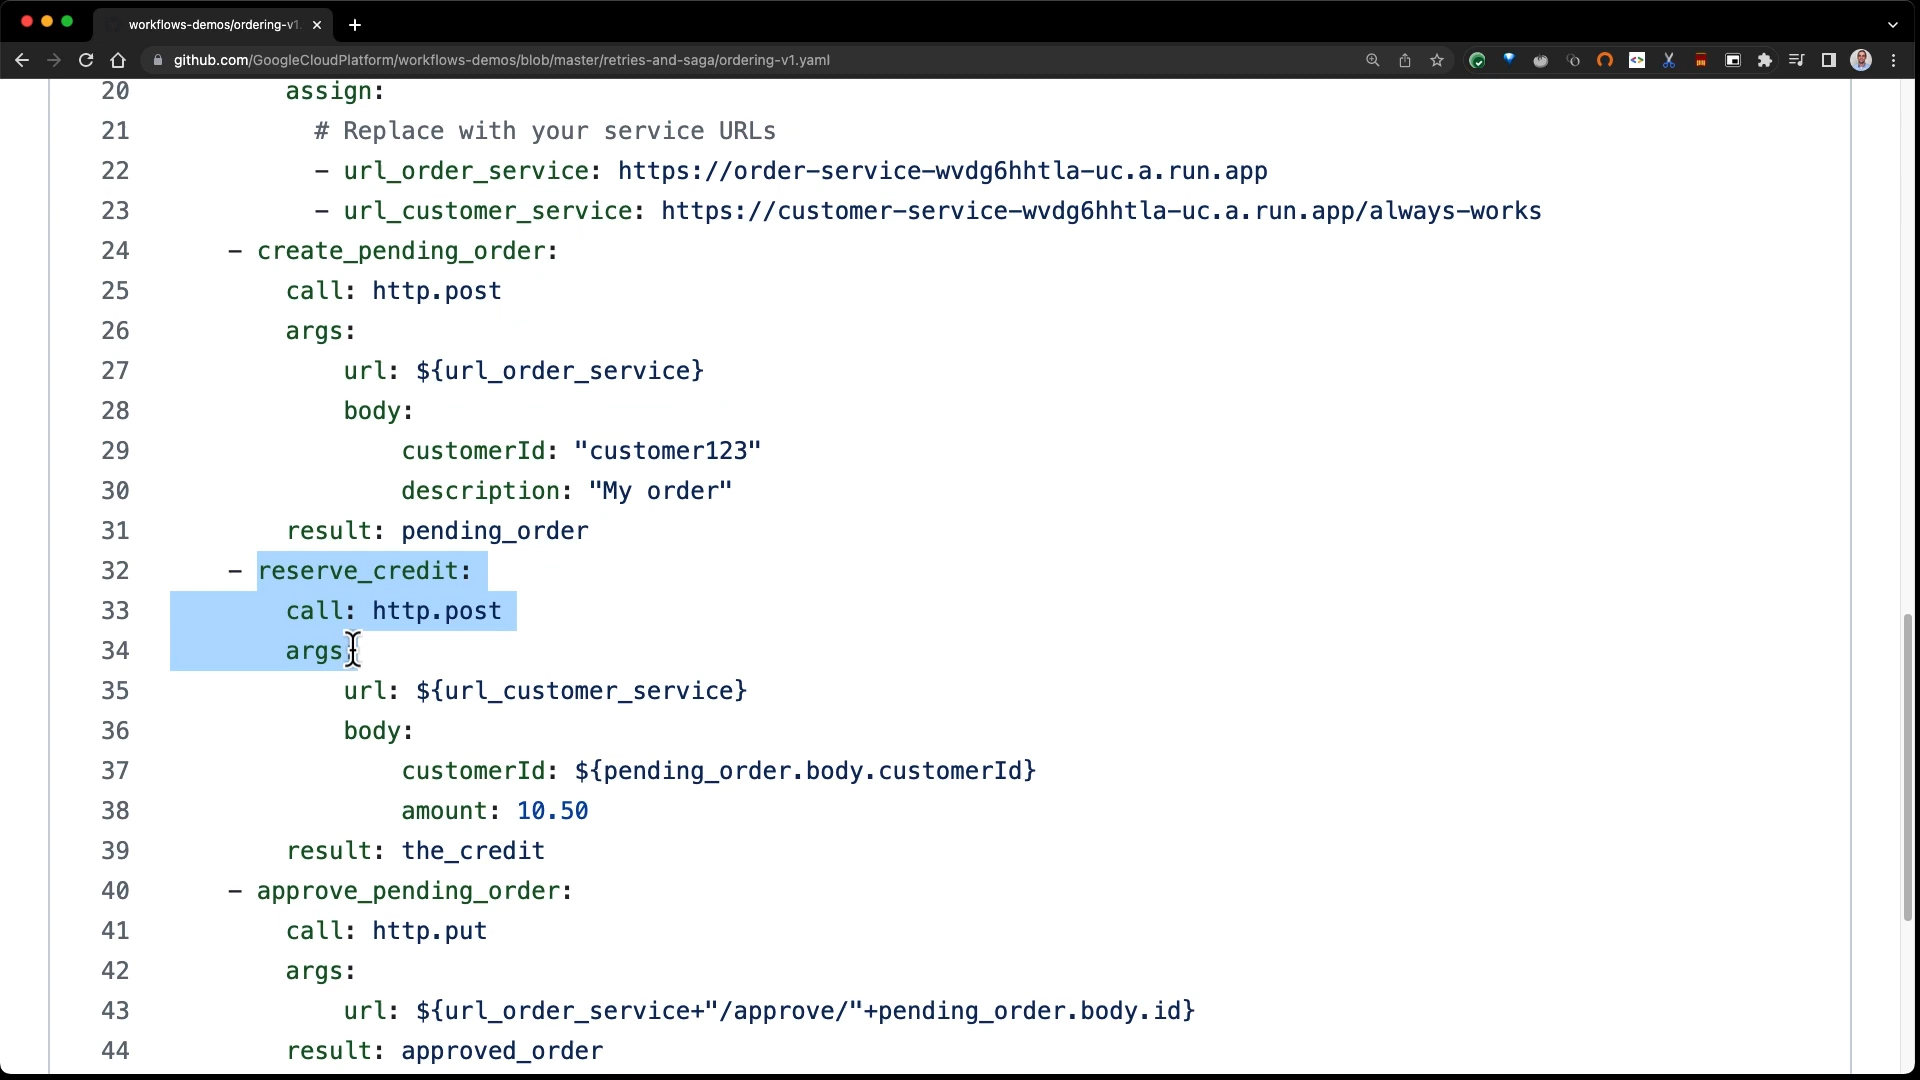 workflows-demos/ordering-v1.
github.com/GoogleCloudPlatform/workflows-demos/blob/master/retries-and-saga/ordering-v1.yaml
20 assign:
21 # Replace with your service URLs
22 - url_order_service: https://order-service-wvdg6hhtla-uc.a.run.app
23 - url_customer_service: https://customer-service-wvdg6hhtla-uc.a.run.app/always-works
24 - create_pending_order:
25 call: http.post
26 args:
27 url: ${url_order_service}
28 body:
29 customerId: "customer123"
30 description: "My order"
31 result: pending_order
32 - reserve_credit:
33 call: http.post
34 args:
35 url: ${url_customer_service}
36 body:
37 customerId: ${pending_order.body.customerId}
38 amount: 10.50
39 result: the_credit
40 - approve_pending_order:
41 call: http.put
42 args:
43 url: ${url_order_service+"/approve/"+pending_order.body.id}
44 result: approved_order